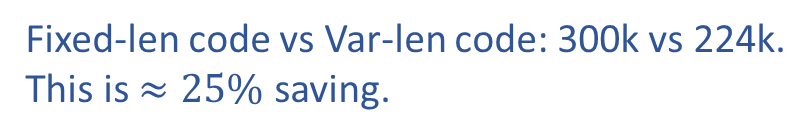 Fixed-len code vs Var-len code: 300k vs 224k.
This is ≈ 25% saving.